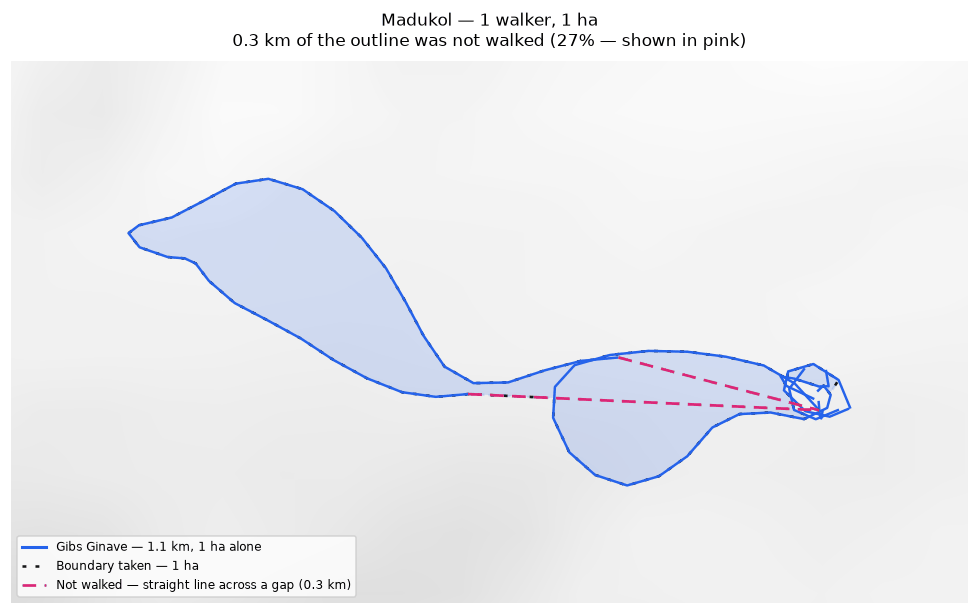 Madukol — 1 walker, 1 ha
0.3 km of the outline was not walked (27% — shown in pink)
Gibs Ginave — 1.1 km, 1 ha alone
Boundary taken — 1 ha
Not walked — straight line across a gap (0.3 km)